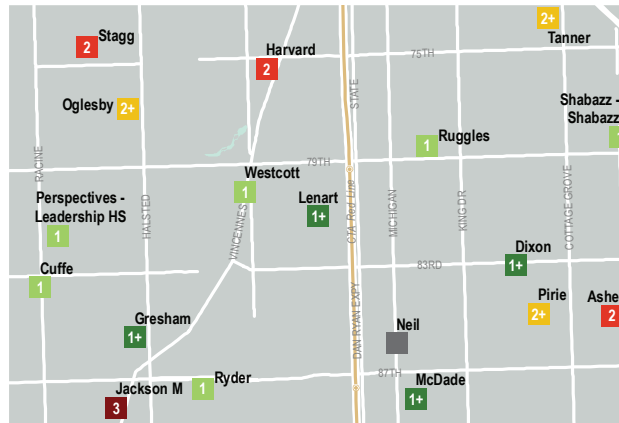 2+
Tanner
Stagg
2
Harvard
2
75TH
STATE
Oglesby
2+
Shabazz -
Shabazz
1
Ruggles
1
79TH
RACINE
Westcott
1
Lenart
1+
CTA Red Line
Perspectives -
Leadership HS
1
HALSTED
VINCENNES
MICHIGAN
KING DR
COTTAGE GROVE
Dixon
1+
83RD
Cuffe
1
Pirie
2+
Ashe
2
Gresham
1+
DAN RYAN EXPY
Neil
87TH
Jackson M
3
Ryder
1
McDade
1+